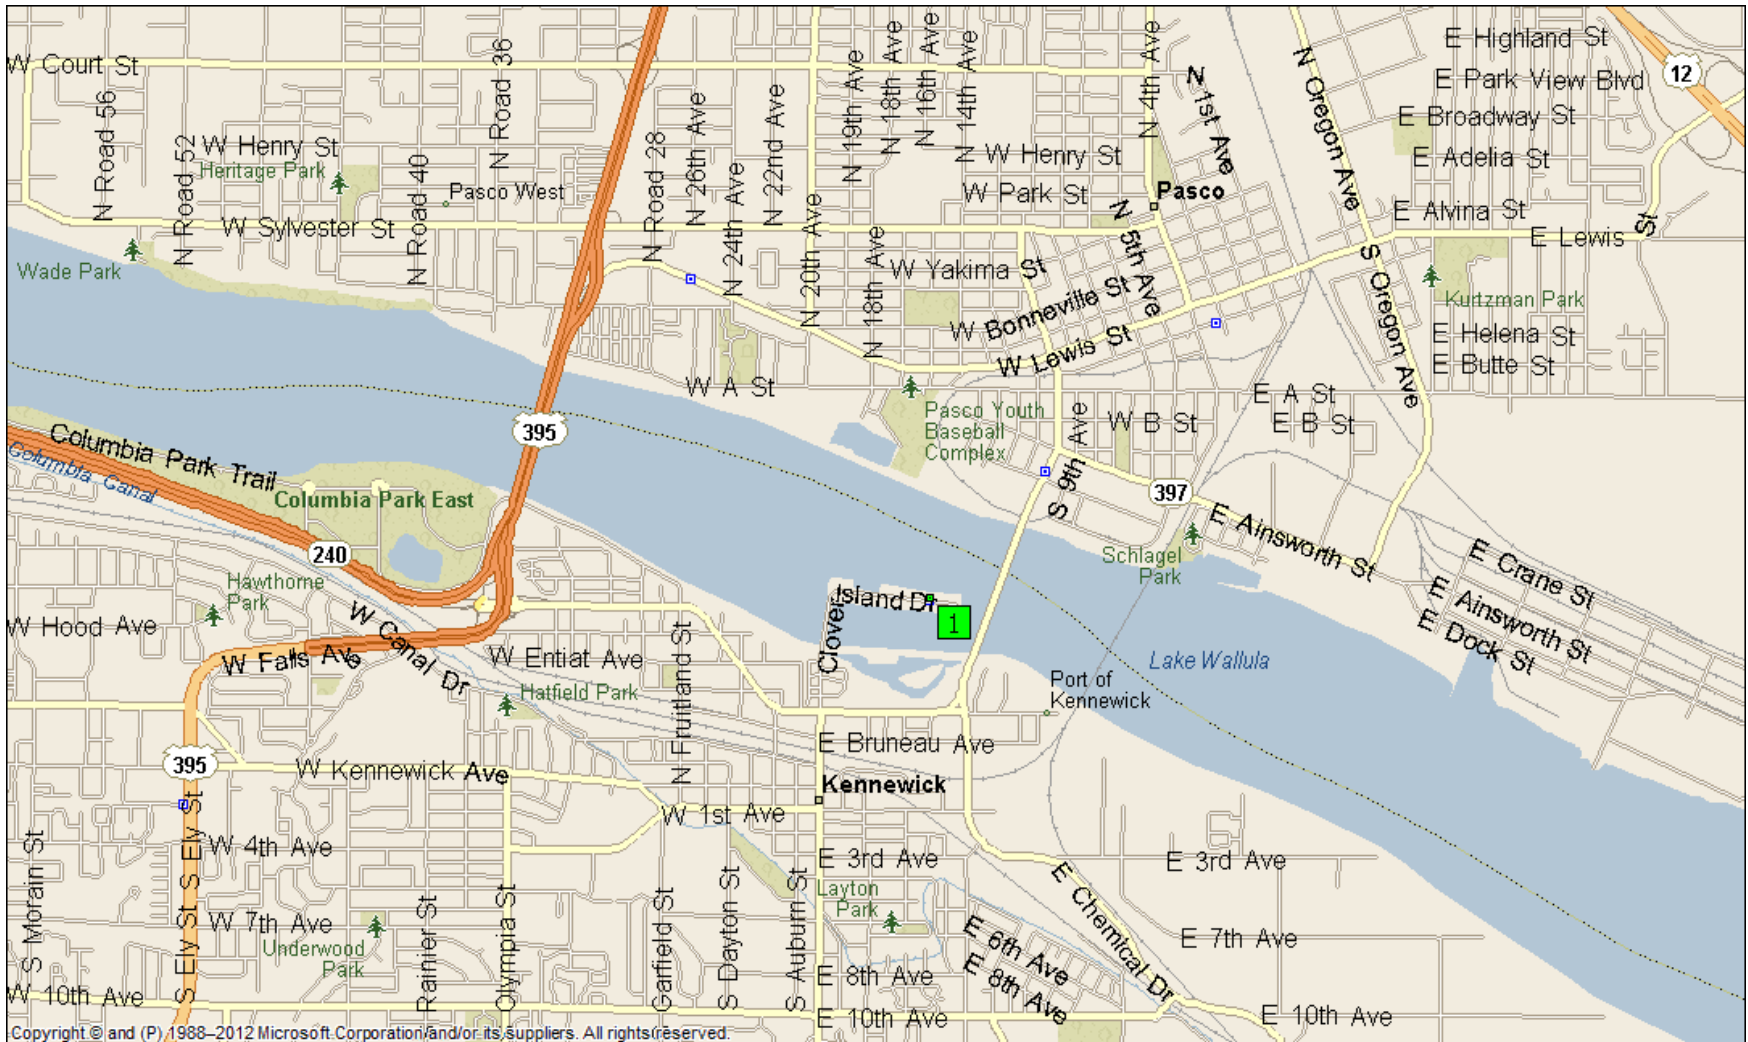 E Highland St
W Court St
N Road 36
N 19th Ave
N 18th Ave
N 16th Ave
N 14th Ave
N 4th Ave
N 1st Ave
N Oregon Ave
12
E Park View Blvd
E Broadway St
N Road 56
N Road 52
W Henry St
Heritage Park
N Road 40
Pasco West
N Road 28
N 26th Ave
N 24th Ave
N 22nd Ave
N 20th Ave
W Henry St
E Adelia St
W Park St
Pasco
N 5th Ave
E Alvina St
W Sylvester St
E Lewis St
Wade Park
N 18th Ave
W Yakima St
S Oregon Ave
Kurtzman Park
W Bonneville St
E Helena St
W Lewis St
E Butte St
W A St
E A St
Pasco Youth
Baseball
Complex
S 9th Ave
W B St
E B St
395
Columbia Park Trail
Columbia Canal
Columbia Park East
397
E Ainsworth St
240
Schlagel
Park
E Crane St
E Ainsworth St
E Dock St
Hawthorne
Park
Island Dr
Clover
1
W Hood Ave
W Canal Dr
W Falls Ave
W Entiat Ave
N Fruitland St
Lake Wallula
Hatfield Park
Port of
Kennewick
E Bruneau Ave
395
W Kennewick Ave
Kennewick
S Ely St
W 1st Ave
S Morain St
W 4th Ave
E 3rd Ave
E 3rd Ave
E Chemical Dr
Layton
Park
S Ely St
W 7th Ave
Underwood
Park
Rainier St
Olympia St
Garfield St
S Dayton St
S Auburn St
E 6th Ave
E 7th Ave
E 8th Ave
E 8th Ave
W 10th Ave
E 10th Ave
E 10th Ave
Copyright © and (P) 1988–2012 Microsoft Corporation and/or its suppliers. All rights reserved.